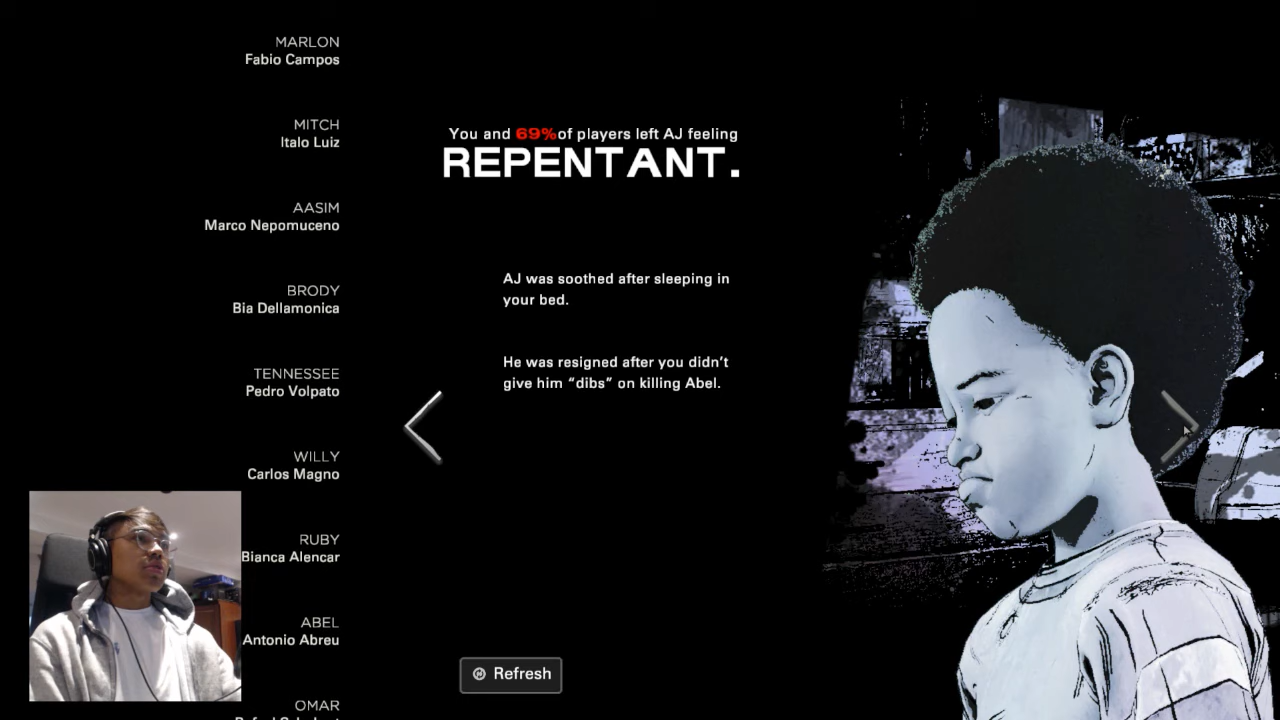 MARLON
Fabio Campos
MITCH
Italo Luiz
AASIM
Marco Nepomuceno
BRODY
Bia Dellamonica
TENNESSEE
Pedro Volpato
WILLY
Carlos Magno
RUBY
Bianca Alencar
ABEL
Antonio Abreu
OMAR
You and 69%of players left AJ feeling
REPENTANT.
AJ was soothed after sleeping in
your bed.
He was resigned after you didn't
give him “dibs” on killing Abel.
Refresh